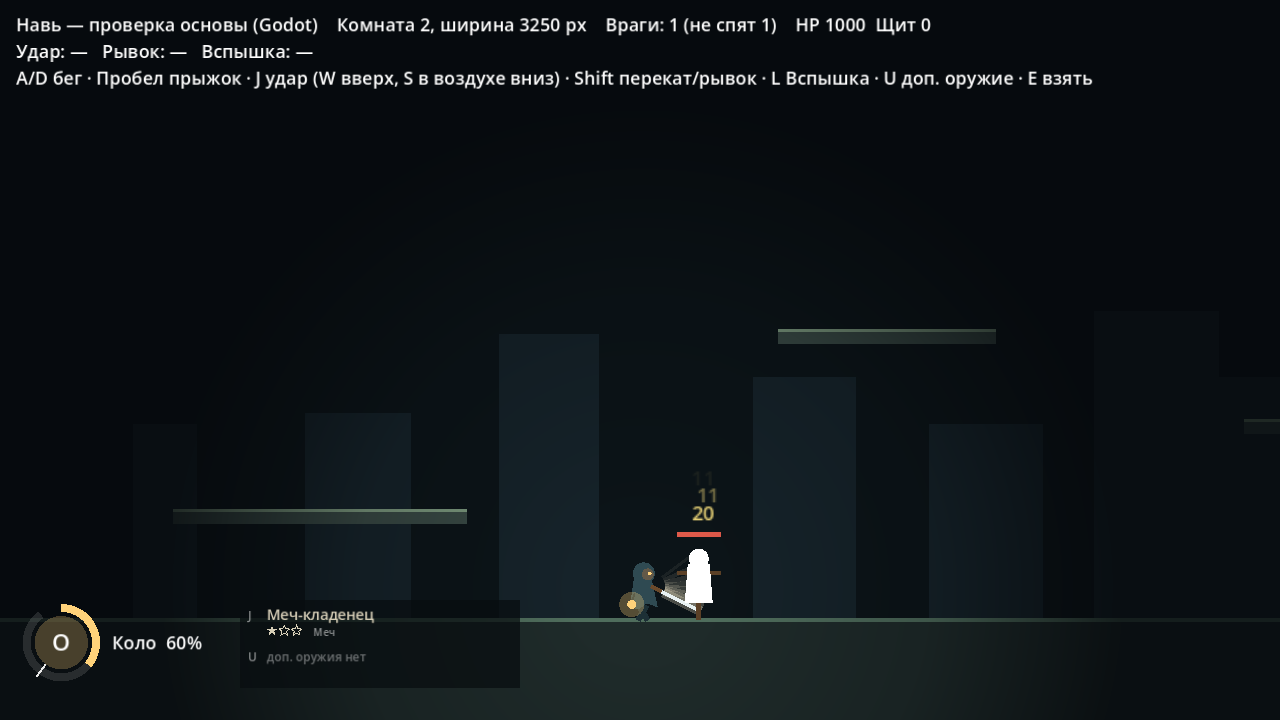 Навь — проверка основы (Godot) Комната 2, ширина 3250 px Враги: 1 (не спят 1) HP 1000 Щит 0
Удар: — Рывок: — Вспышка: —
A/D бег · Пробел прыжок · J удар (W вверх, S в воздухе вниз) · Shift перекат/рывок · L Вспышка · U доп. оружие · E взять
11
11
20
О Коло 60%
J Меч-кладенец
★☆☆ Меч
U доп. оружия нет